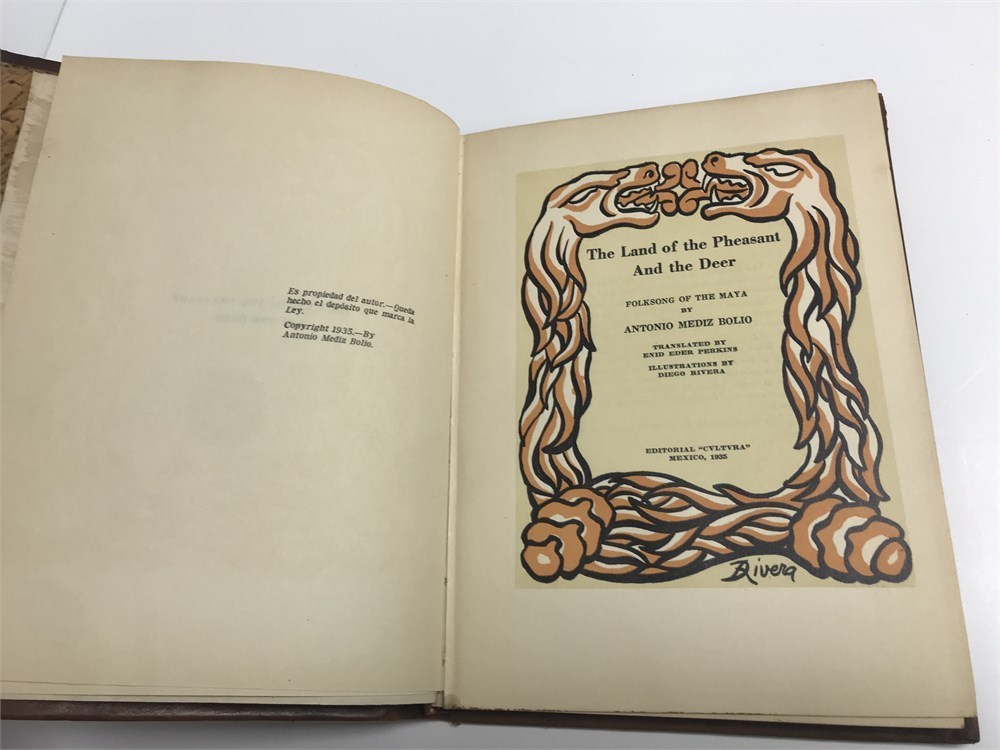 Es propiedad del autor.—Queda
hecho el depósito que marca la
Ley.
Copyright 1935.—By
Antonio Mediz Bolio.
The Land of the Pheasant
And the Deer
FOLKSONG OF THE MAYA
BY
ANTONIO MEDIZ BOLIO
TRANSLATED BY
ENID EDER PERKINS
ILLUSTRATIONS BY
DIEGO RIVERA
EDITORIAL "CVLTVRA"
MEXICO, 1935
DRivera